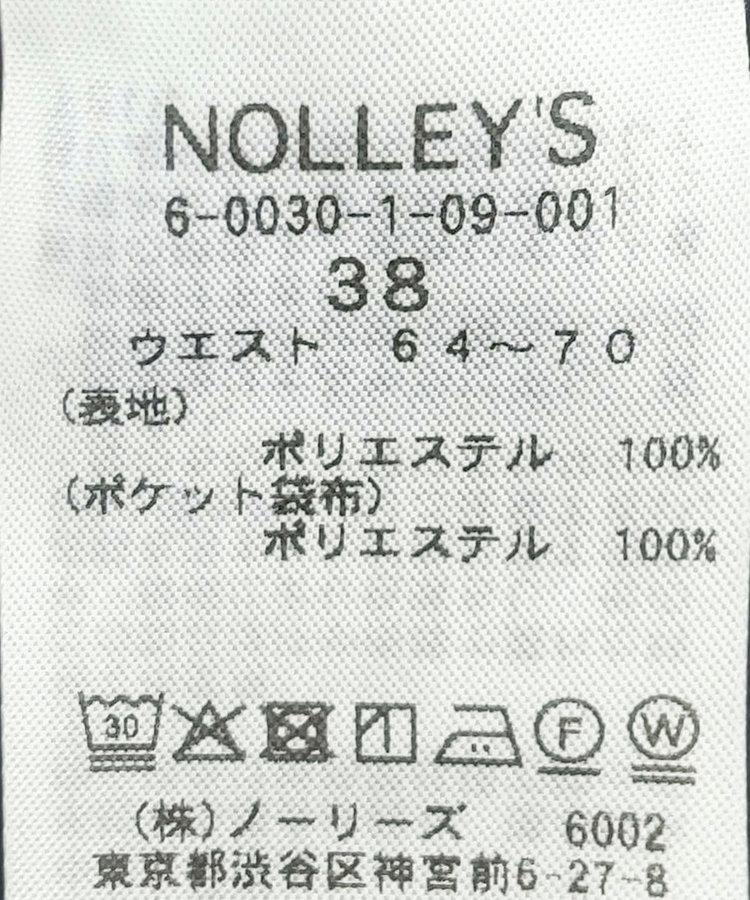 NOLLEY'S
6-0030-1-09-001
38
ウエスト　64～70
(表地)
ポリエステル　100%
(ポケット袋布)
ポリエステル　100%
30 F W
(株)ノーリーズ　6002
東京都渋谷区神宮前6-27-8